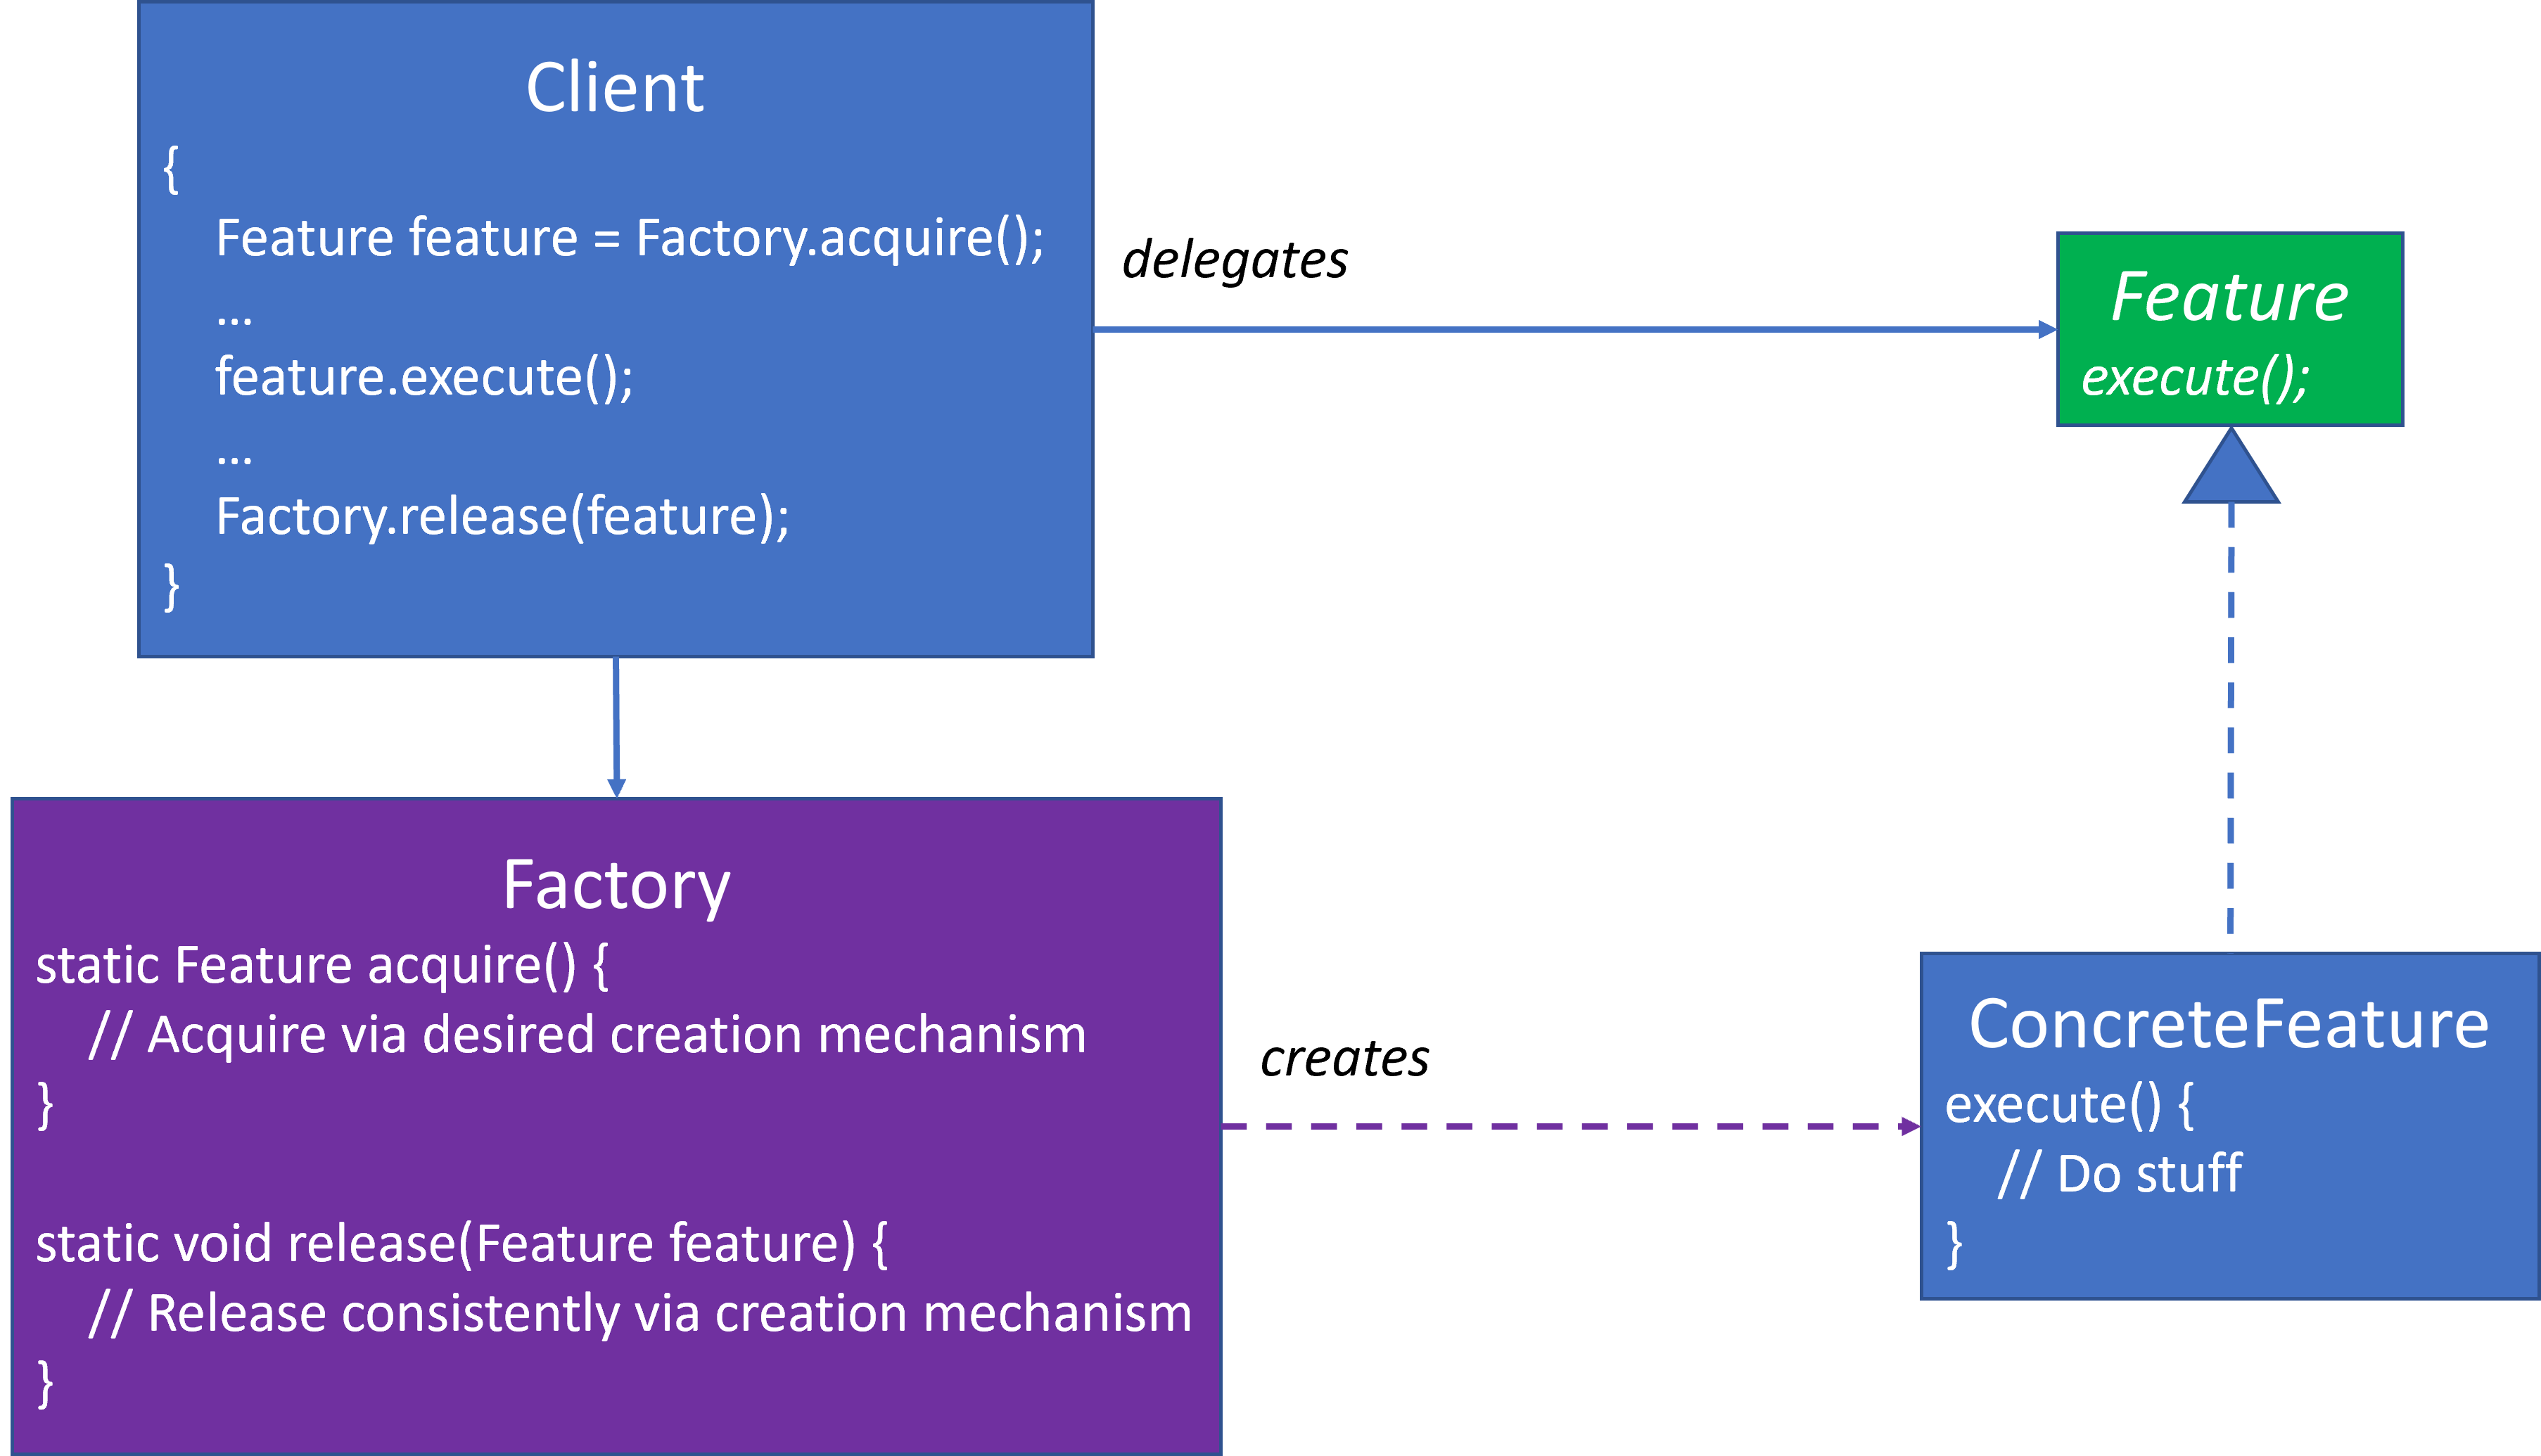 Client
{
Feature feature = Factory.acquire();
...
feature.execute();
...
Factory.release(feature);
}
delegates
Feature
execute();
Factory
static Feature acquire() {
// Acquire via desired creation mechanism
}
static void release(Feature feature) {
// Release consistently via creation mechanism
}
creates
ConcreteFeature
execute() {
// Do stuff
}